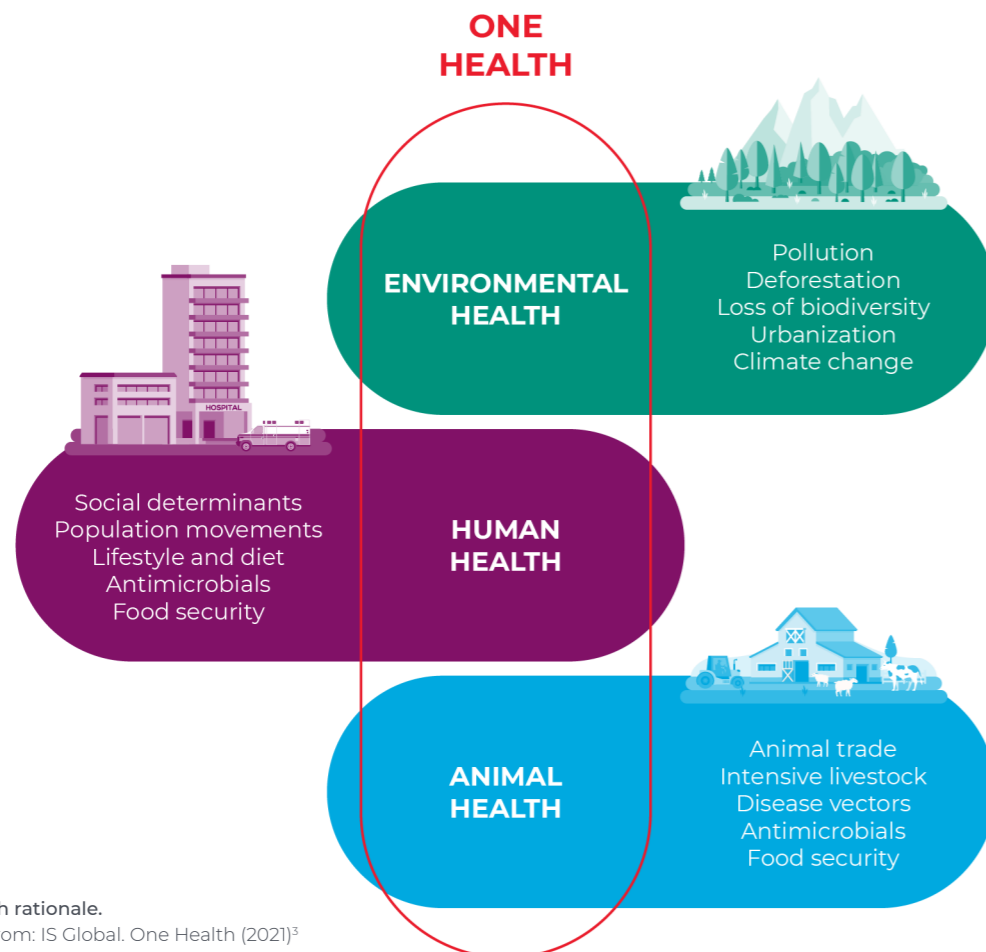 ONE
HEALTH
ENVIRONMENTAL
HEALTH
Pollution
Deforestation
Loss of biodiversity
Urbanization
Climate change
HOSPITAL
Social determinants
Population movements
Lifestyle and diet
Antimicrobials
Food security
HUMAN
HEALTH
ANIMAL
HEALTH
Animal trade
Intensive livestock
Disease vectors
Antimicrobials
Food security
rationale.
IS Global. One Health (2021)³